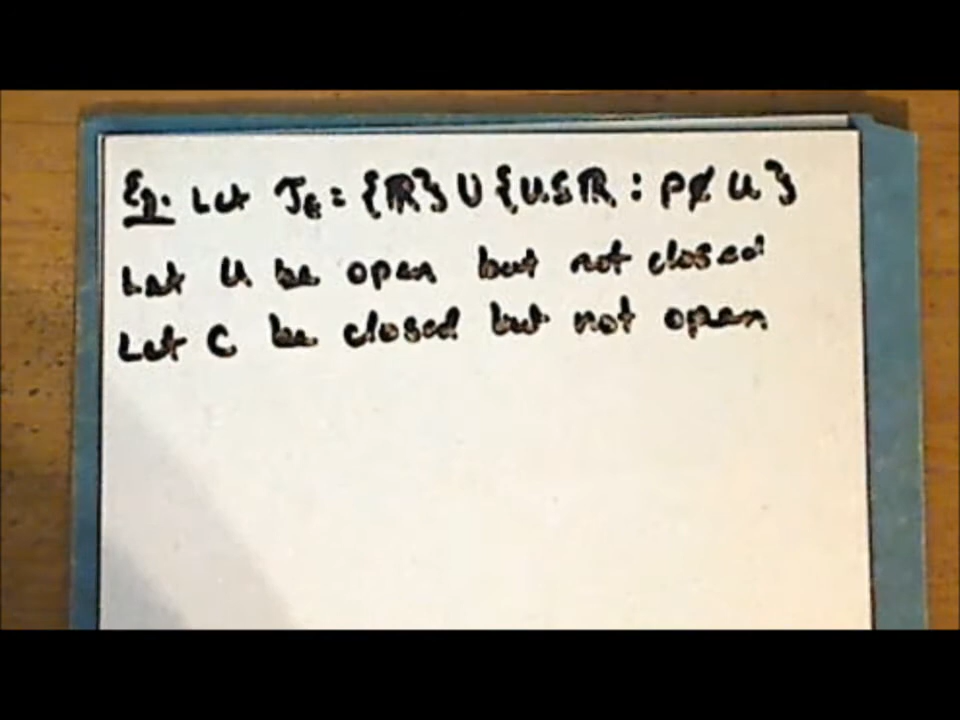 Eg. Let T_E = {ℝ} ∪ {U ⊆ ℝ : p ∉ U}
Let U be open but not closed
Let C be closed but not open